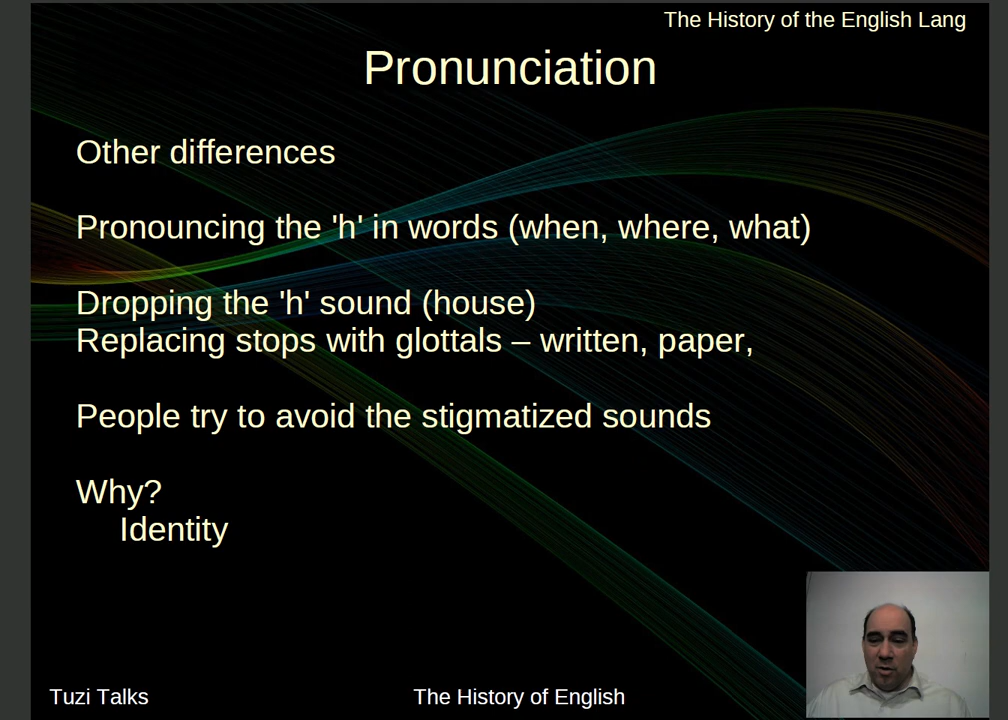 The History of the English Lang
Pronunciation
Other differences
Pronouncing the 'h' in words (when, where, what)
Dropping the 'h' sound (house)
Replacing stops with glottals – written, paper,
People try to avoid the stigmatized sounds
Why?
Identity
Tuzi Talks
The History of English